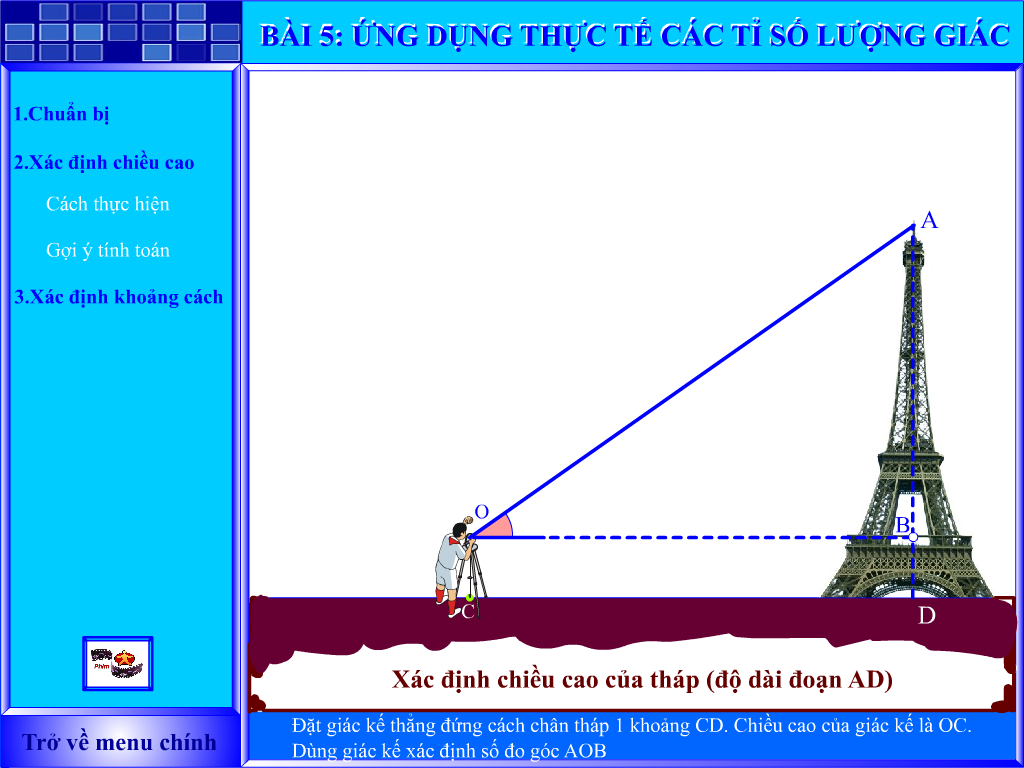 BÀI 5: ỨNG DỤNG THỰC TẾ CÁC TỈ SỐ LƯỢNG GIÁC
1.Chuẩn bị
2.Xác định chiều cao
Cách thực hiện
Gợi ý tính toán
3.Xác định khoảng cách
A
O
B
C
D
Phim
Xác định chiều cao của tháp (độ dài đoạn AD)
Trở về menu chính
Đặt giác kế thẳng đứng cách chân tháp 1 khoảng CD. Chiều cao của giác kế là OC.
Dùng giác kế xác định số đo góc AOB